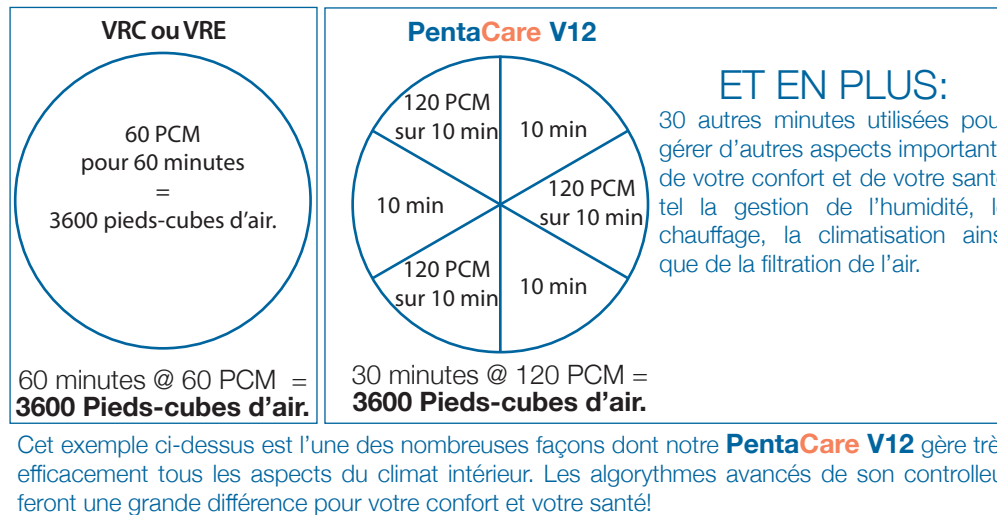 VRC ou VRE
60 PCM
pour 60 minutes
=
3600 pieds-cubes d'air.
60 minutes @ 60 PCM =
3600 Pieds-cubes d'air.
PentaCare V12
120 PCM
sur 10 min
10 min
10 min
120 PCM
sur 10 min
120 PCM
sur 10 min
10 min
30 minutes @ 120 PCM =
3600 Pieds-cubes d'air.
ET EN PLUS:
30 autres minutes utilisées pou
gérer d'autres aspects important
de votre confort et de votre sant
tel la gestion de l'humidité, l
chauffage, la climatisation ains
que de la filtration de l'air.
Cet exemple ci-dessus est l'une des nombreuses façons dont notre PentaCare V12 gère trè
efficacement tous les aspects du climat intérieur. Les algorythmes avancés de son controlleu
feront une grande différence pour votre confort et votre santé!